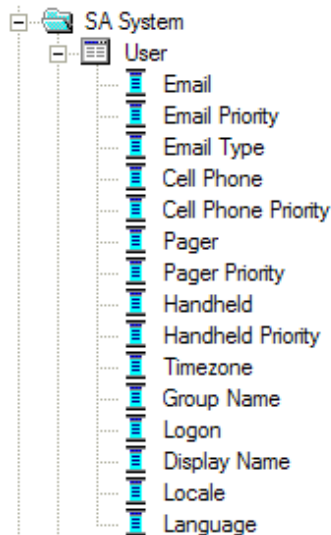 SA System
User
Email
Email Priority
Email Type
Cell Phone
Cell Phone Priority
Pager
Pager Priority
Handheld
Handheld Priority
Timezone
Group Name
Logon
Display Name
Locale
Language